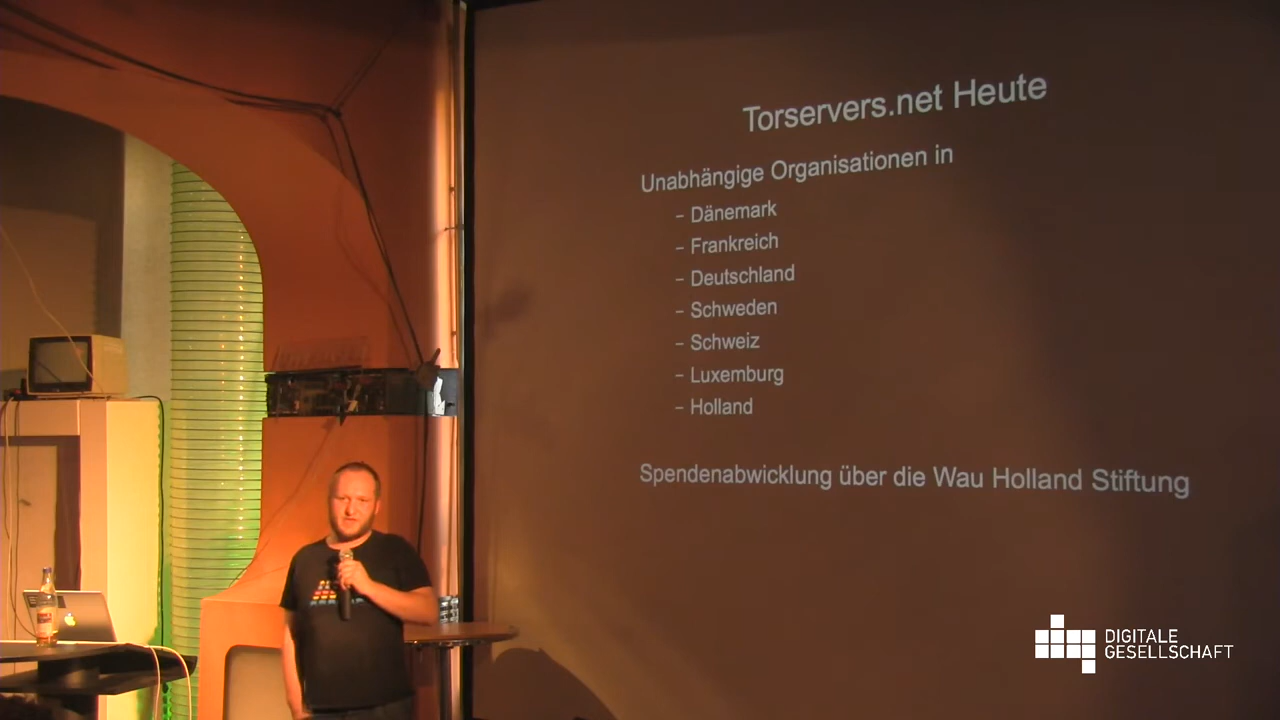 Torservers.net Heute
Unabhängige Organisationen in
– Dänemark
– Frankreich
– Deutschland
– Schweden
– Schweiz
– Luxemburg
– Holland
Spendenabwicklung über die Wau Holland Stiftung
DIGITALE
GESELLSCHAFT